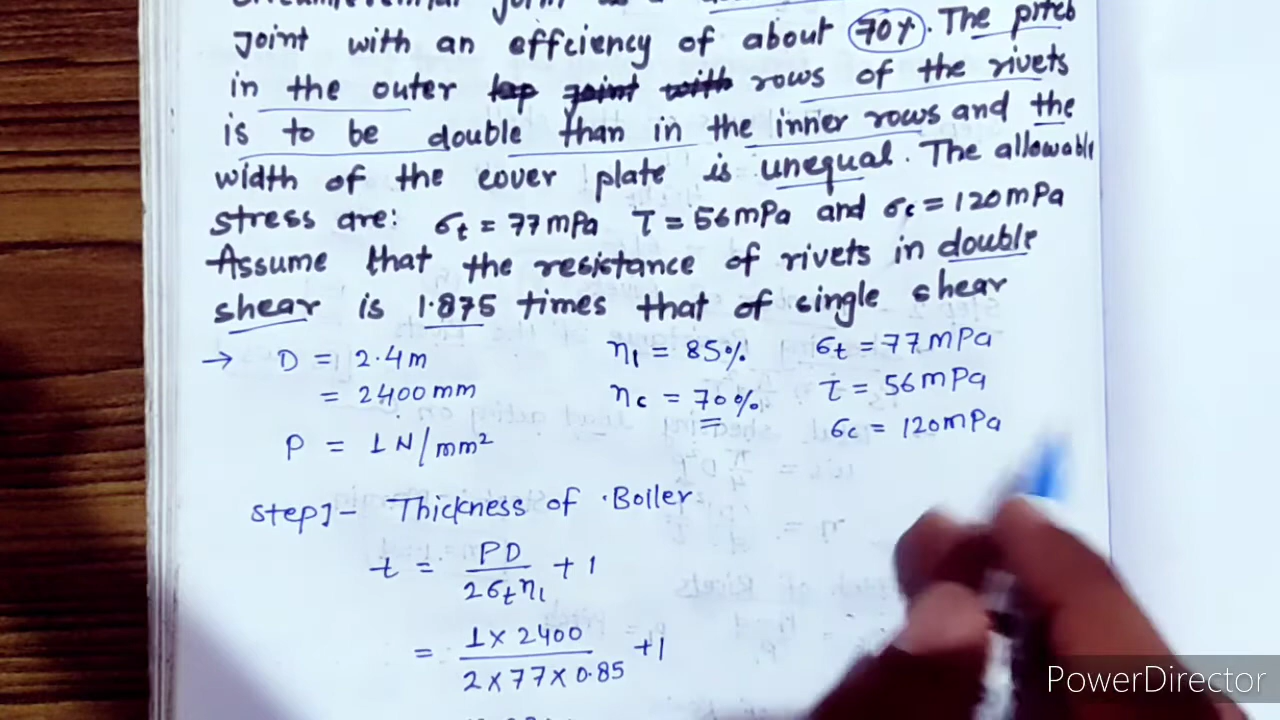 joint with an effciency of about 70%. The pitch
in the outer lap joint with rows of the rivets
is to be double than in the inner rows and the
width of the cover plate is unequal. The allowable
stress are: σt = 77 mPa τ = 56 mPa and σc = 120 mPa
Assume that the resistance of rivets in double
shear is 1.875 times that of single shear
→ D = 2.4 m η1 = 85% σt = 77 mPa
= 2400 mm ηc = 70% τ = 56 mPa
P = 1 N/mm² σc = 120 mPa
Step 1- Thickness of Boiler
t = PD / 2σtη1 + 1
= 1 × 2400 / 2 × 77 × 0.85 + 1
PowerDirector